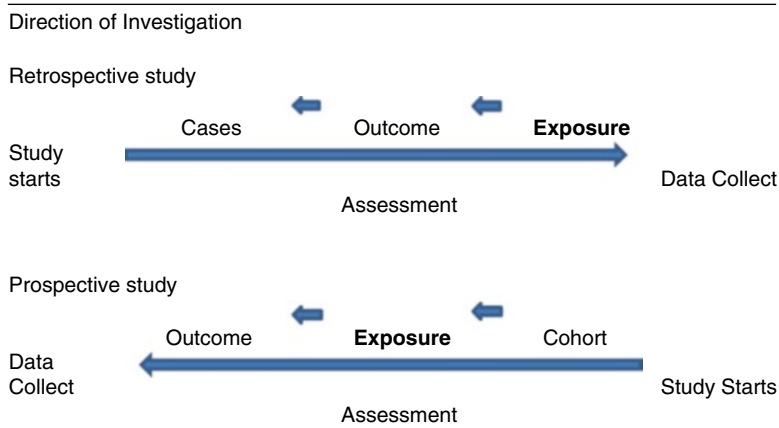 Direction of Investigation
Retrospective study
Cases Outcome Exposure
Study
starts
Data Collect
Assessment
Prospective study
Outcome Exposure Cohort
Data
Collect
Study Starts
Assessment